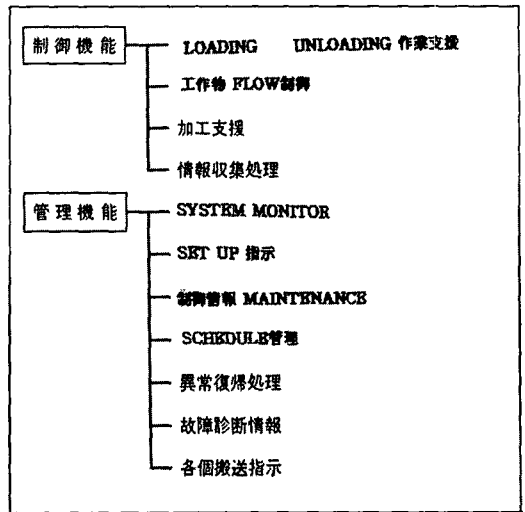 制御機能
LOADING UNLOADING 作業支援
工作物 FLOW制御
加工支援
情報収集処理
管理機能
SYSTEM MONITOR
SET UP 指示
制御情報 MAINTENANCE
SCHEDULE管理
異常復帰処理
故障診断情報
各個搬送指示